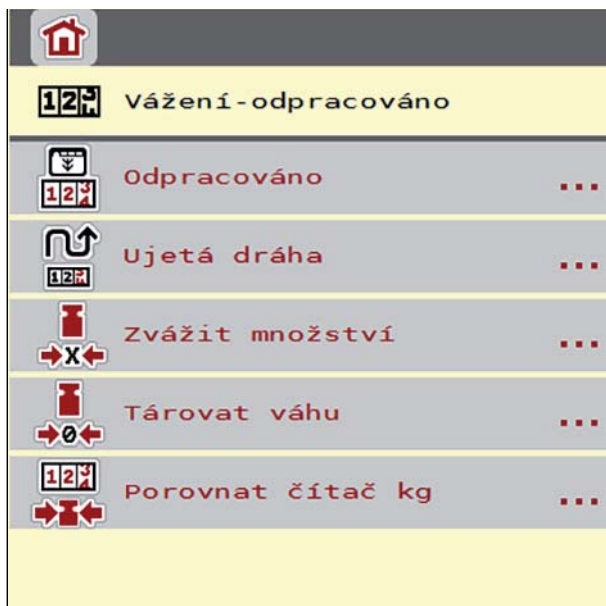 Vážení-odpracováno
Odpracováno ...
Ujetá dráha ...
Zvážit množství ...
Tárovat váhu ...
Porovnat čítač kg ...